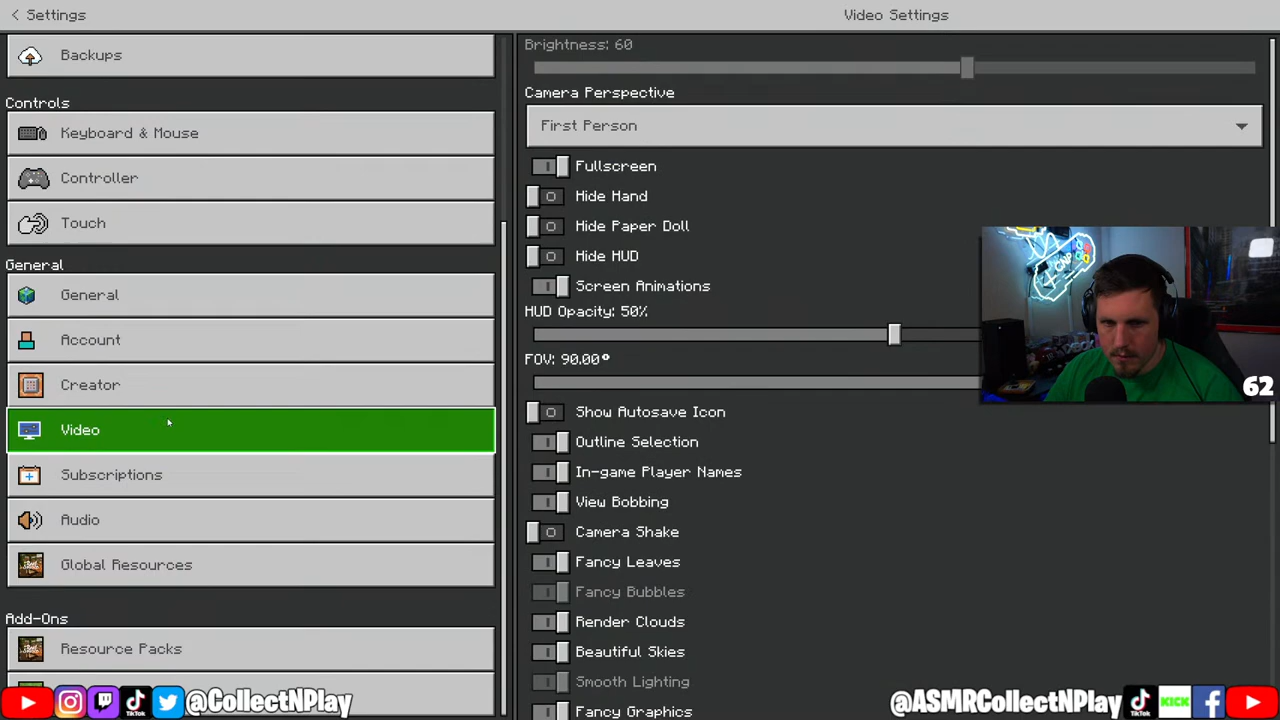 Settings
Video Settings
Backups
Controls
Keyboard & Mouse
Controller
Touch
General
General
Account
Creator
Video
Subscriptions
Audio
Global Resources
Add-Ons
Resource Packs
Brightness: 60
Camera Perspective
First Person
Fullscreen
Hide Hand
Hide Paper Doll
Hide HUD
Screen Animations
HUD Opacity: 50%
FOV: 90.00°
Show Autosave Icon
Outline Selection
In-game Player Names
View Bobbing
Camera Shake
Fancy Leaves
Fancy Bubbles
Render Clouds
Beautiful Skies
Smooth Lighting
Fancy Graphics
62
@CollectNPlay
@ASMRCollectNPlay
KICK